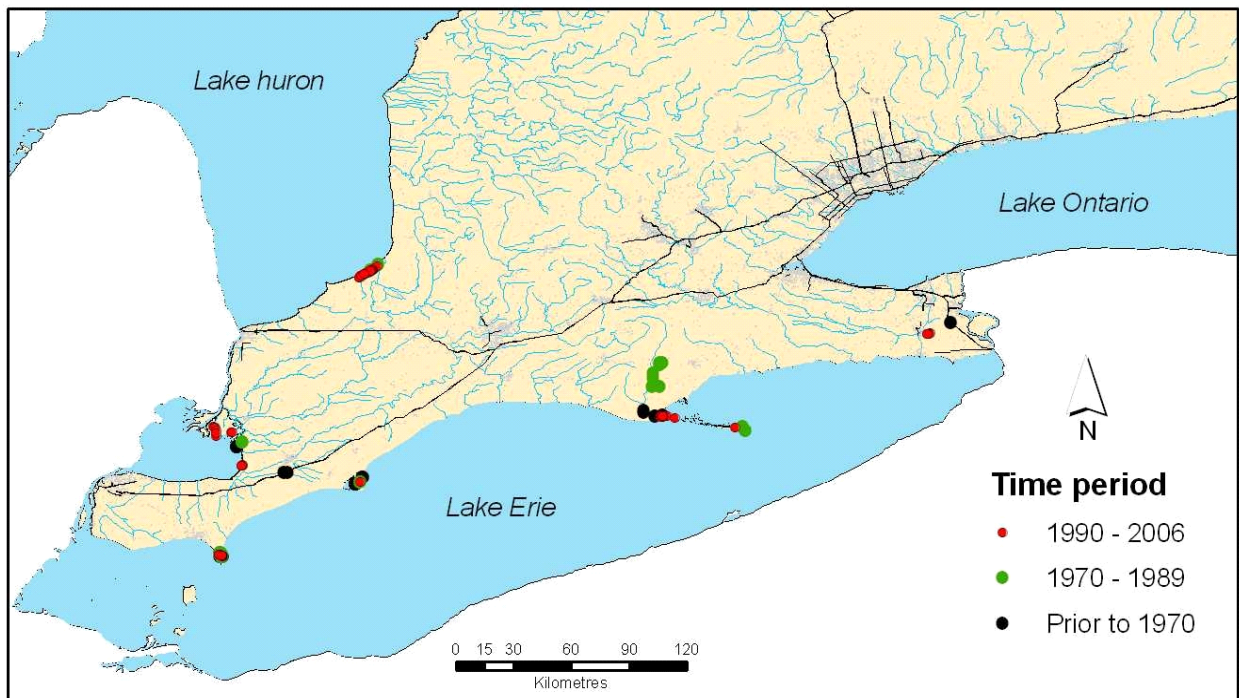 Lake huron
Lake Ontario
N
Lake Erie
Time period
1990 - 2006
1970 - 1989
Prior to 1970
0 15 30 60 90 120
Kilometres